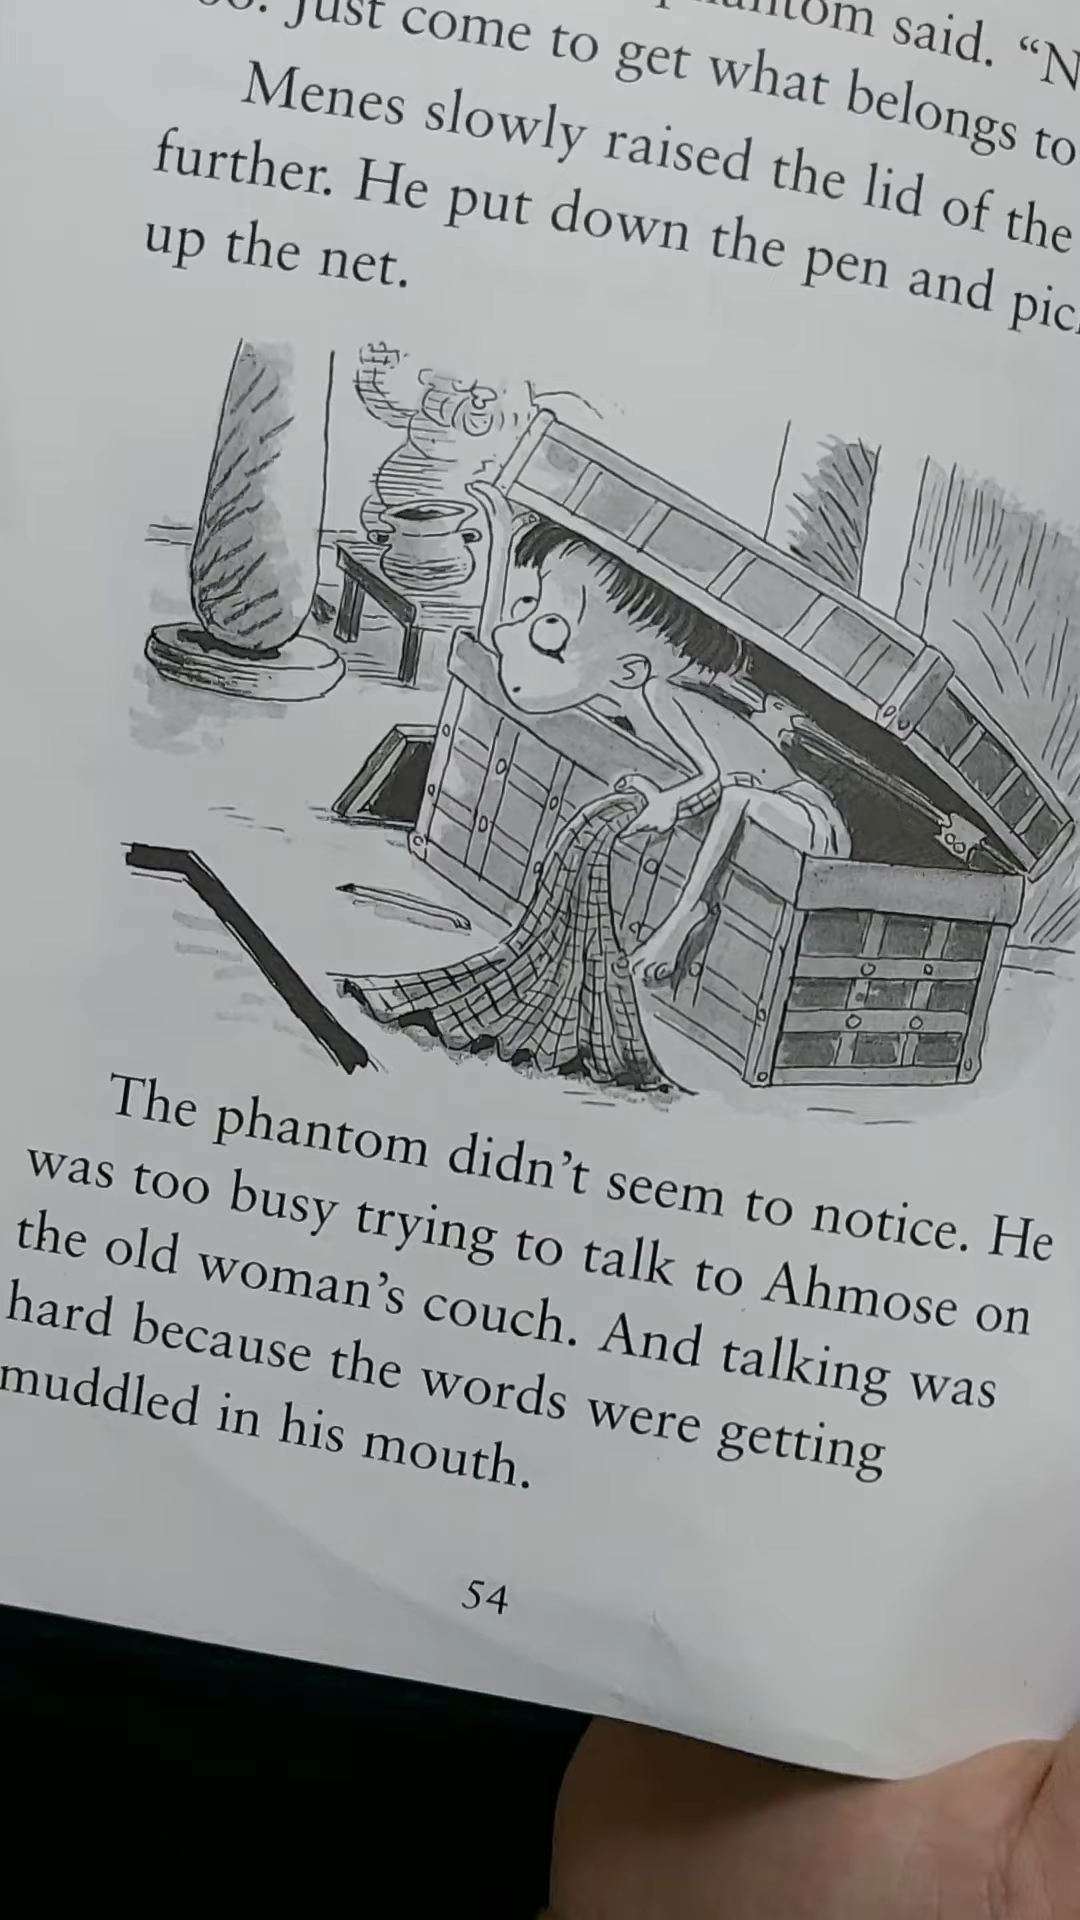 said. “N
Just come to get what belongs to
Menes slowly raised the lid of the
further. He put down the pen and
up the net.
The phantom didn’t seem to notice. He
was too busy trying to talk to Ahmose on
the old woman’s couch. And talking was
hard because the words were getting
muddled in his mouth.
54